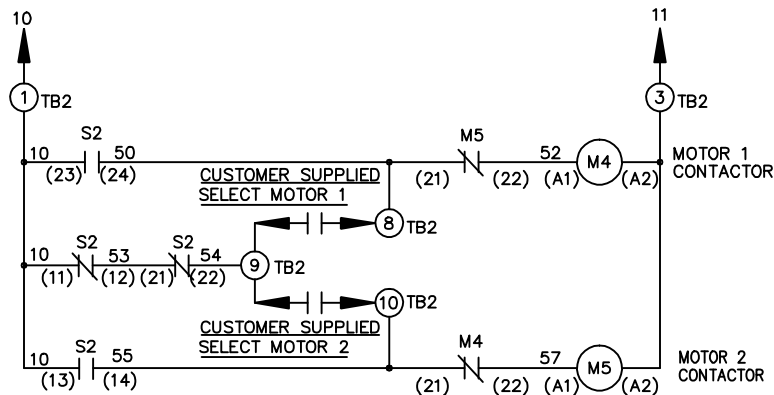 10 11
1 TB2 3 TB2
S2 M5
10 50 52 M4 MOTOR 1
(23) (24) (21) (22) (A1) (A2) CONTACTOR
CUSTOMER SUPPLIED
SELECT MOTOR 1
8 TB2
S2 S2
10 53 54
(11) (12) (21) (22) 9 TB2
10 TB2
CUSTOMER SUPPLIED
SELECT MOTOR 2
S2 M4
10 55 57 M5 MOTOR 2
(13) (14) (21) (22) (A1) (A2) CONTACTOR